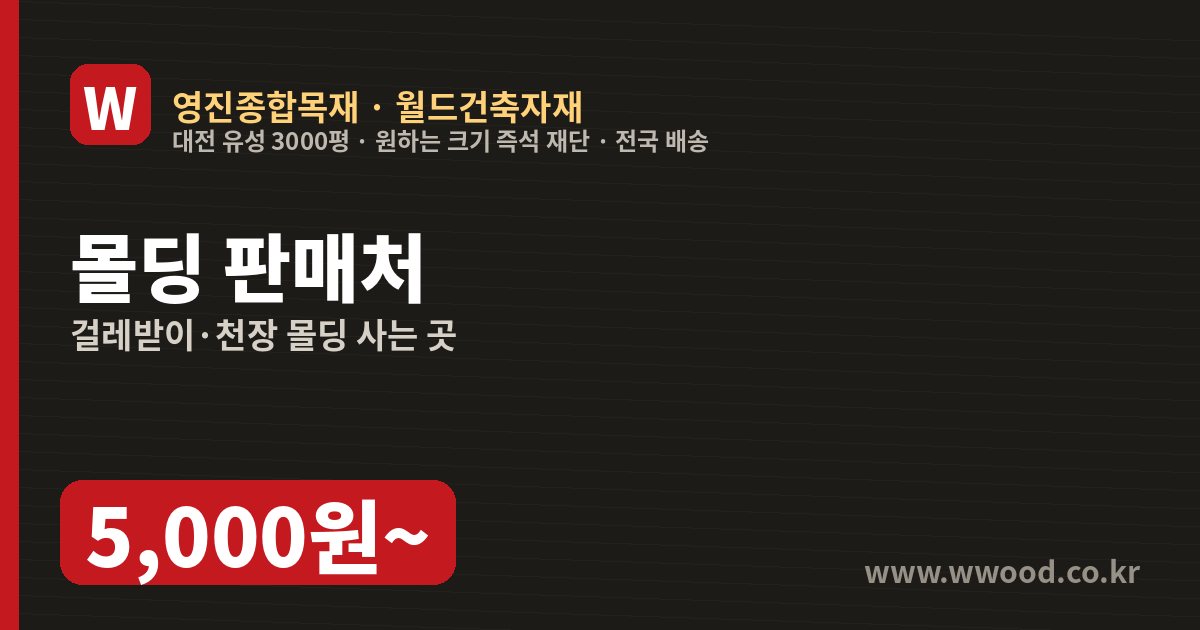 W
영진종합목재 · 월드건축자재
대전 유성 3000평 · 원하는 크기 즉석 재단 · 전국 배송
몰딩 판매처
걸레받이·천장 몰딩 사는 곳
5,000원~
www.wwood.co.kr